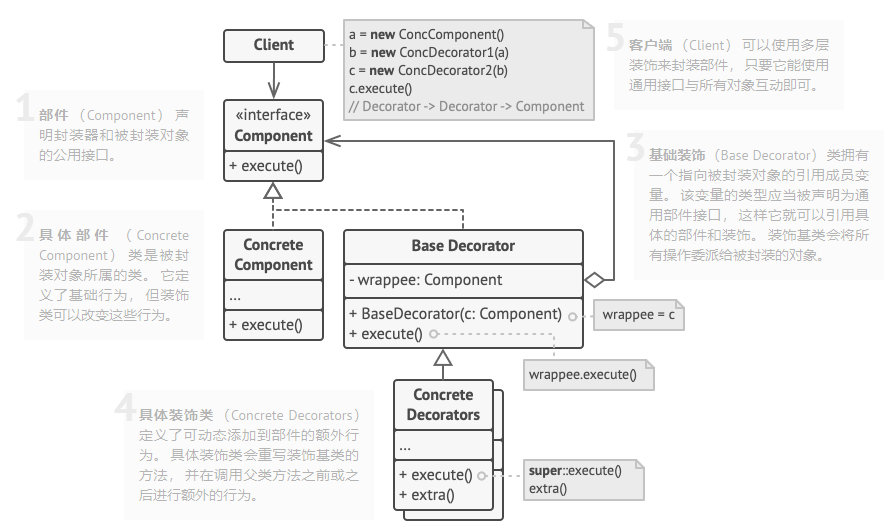 Client
a = new ConcComponent()
b = new ConcDecorator1(a)
c = new ConcDecorator2(b)
c.execute()
// Decorator -> Decorator -> Component
5
客户端 （Client） 可以使用多层
装饰来封装部件， 只要它能使用
通用接口与所有对象互动即可。
1
部件 （Component） 声
明封装器和被封装对象
的公用接口。
«interface»
Component
+ execute()
3
基础装饰 （Base Decorator） 类拥有
一个指向被封装对象的引用成员变
量。 该变量的类型应当被声明为通
用部件接口， 这样它就可以引用具
体的部件和装饰。 装饰基类会将所
有操作委派给被封装的对象。
2
具体部件 （Concrete
Component） 类是被封
装对象所属的类。 它定
义了基础行为， 但装饰
类可以改变这些行为。
Concrete
Component
...
+ execute()
Base Decorator
- wrappee: Component
+ BaseDecorator(c: Component)
+ execute()
wrappee = c
wrappee.execute()
4
具体装饰类 （Concrete Decorators）
定义了可动态添加到部件的额外行
为。 具体装饰类会重写装饰基类的
方法， 并在调用父类方法之前或之
后进行额外的行为。
Concrete
Decorators
...
+ execute()
+ extra()
super::execute()
extra()